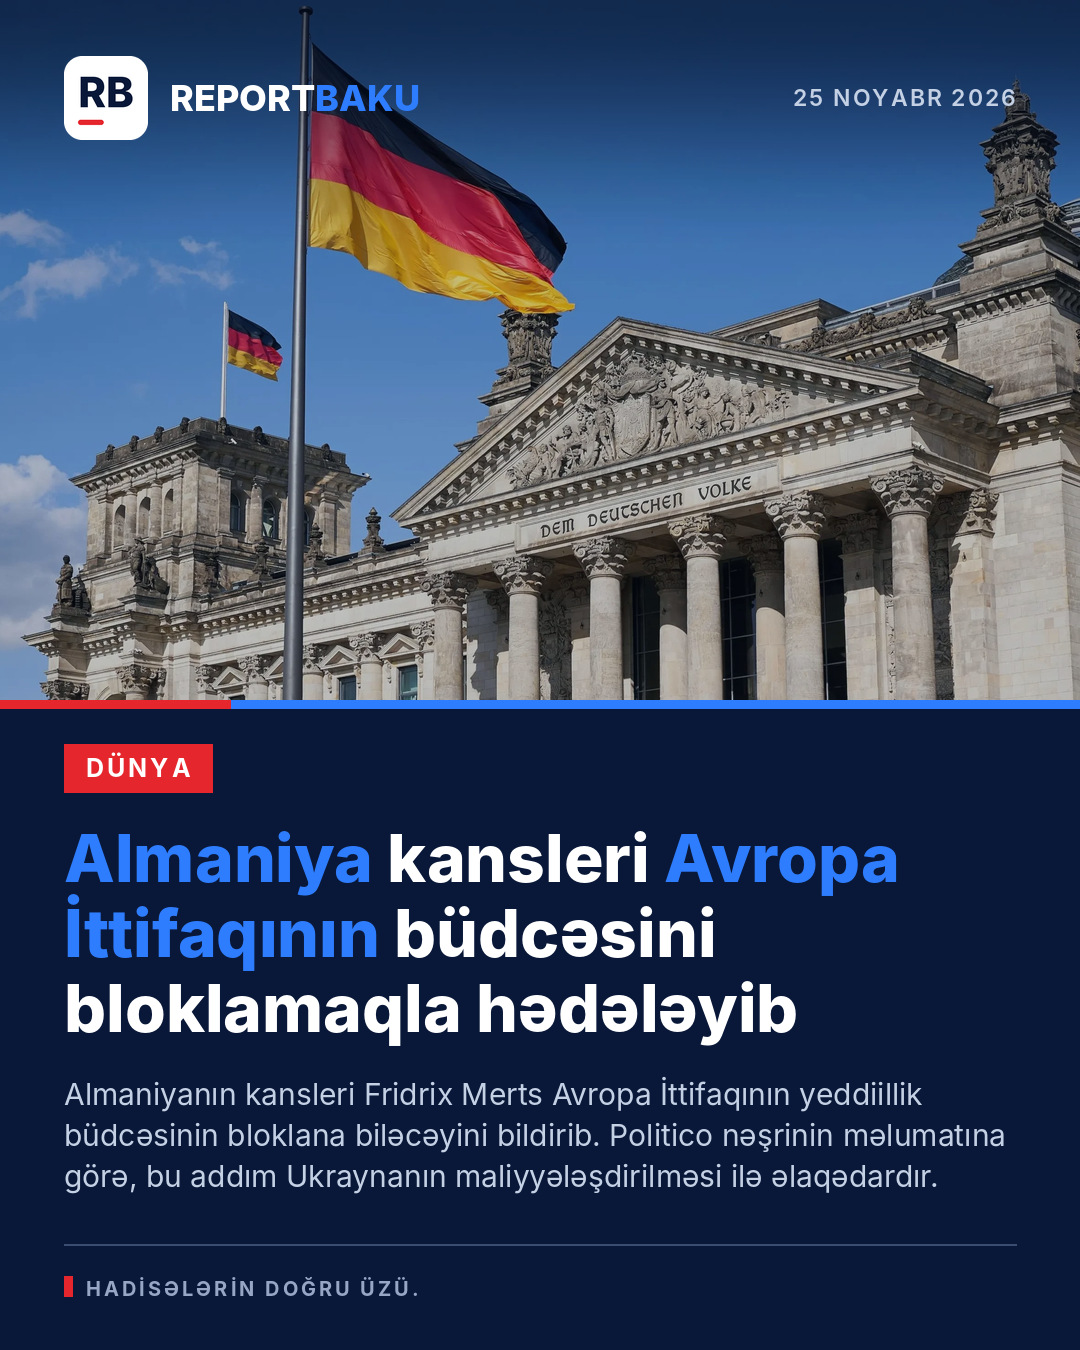 RB
REPORTBAKU
25 NOYABR 2026
DEM DEUTSCHEN VOLKE
DÜNYA
Almaniya kansleri Avropa
İttifaqının büdcəsini
bloklamaqla hədələyib
Almaniyanın kansleri Fridrix Merts Avropa İttifaqının yeddiillik
büdcəsinin bloklana biləcəyini bildirib. Politico nəşrinin məlumatına
görə, bu addım Ukraynanın maliyyələşdirilməsi ilə əlaqədardır.
HADİSƏLƏRİN DOĞRU ÜZÜ.